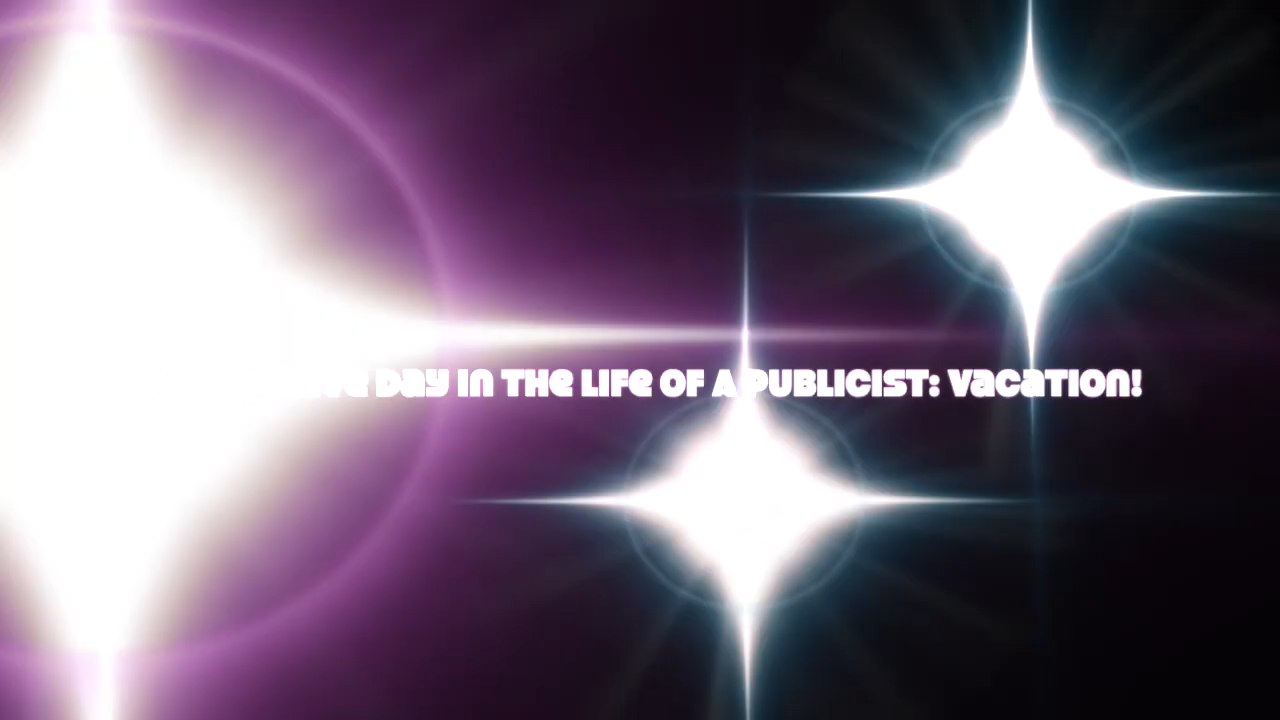 Day in the Life of a Publicist: Vacation!